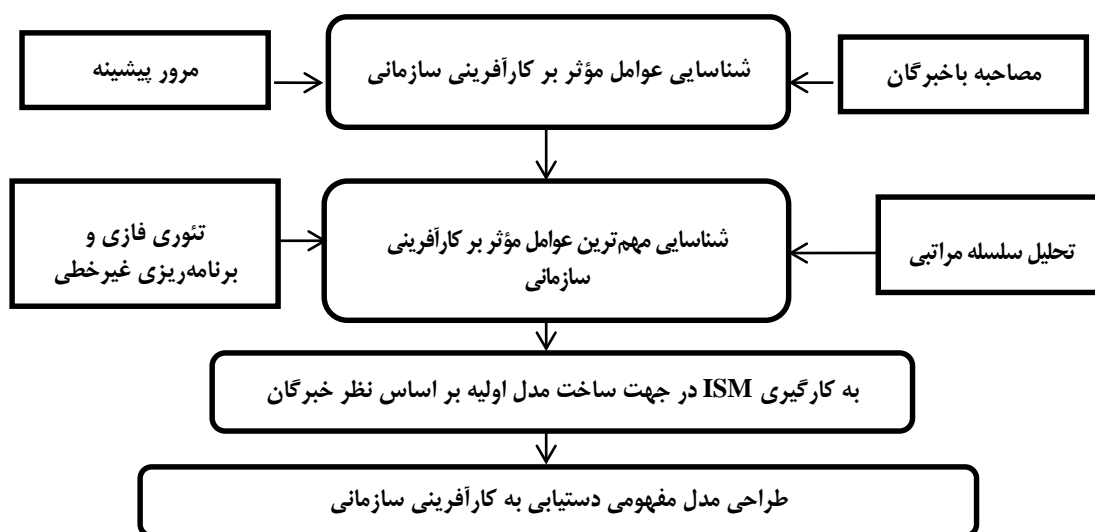 شناسایی عوامل مؤثر بر کارآفرینی سازمانی
مصاحبه باخبرگان
مرور پیشینه
شناسایی مهم‌ترین عوامل مؤثر بر کارآفرینی
سازمانی
تحلیل سلسله مراتبی
تئوری فازی و
برنامه‌ریزی غیرخطی
به کارگیری ISM در جهت ساخت مدل اولیه بر اساس نظر خبرگان
طراحی مدل مفهومی دستیابی به کارآفرینی سازمانی